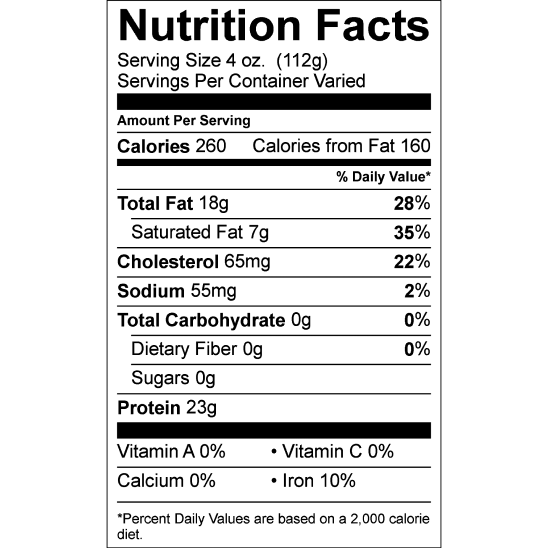 Nutrition Facts
Serving Size 4 oz. (112g)
Servings Per Container Varied
Amount Per Serving
Calories 260 Calories from Fat 160
% Daily Value*
Total Fat 18g 28%
Saturated Fat 7g 35%
Cholesterol 65mg 22%
Sodium 55mg 2%
Total Carbohydrate 0g 0%
Dietary Fiber 0g 0%
Sugars 0g
Protein 23g
Vitamin A 0% • Vitamin C 0%
Calcium 0% • Iron 10%
*Percent Daily Values are based on a 2,000 calorie
diet.